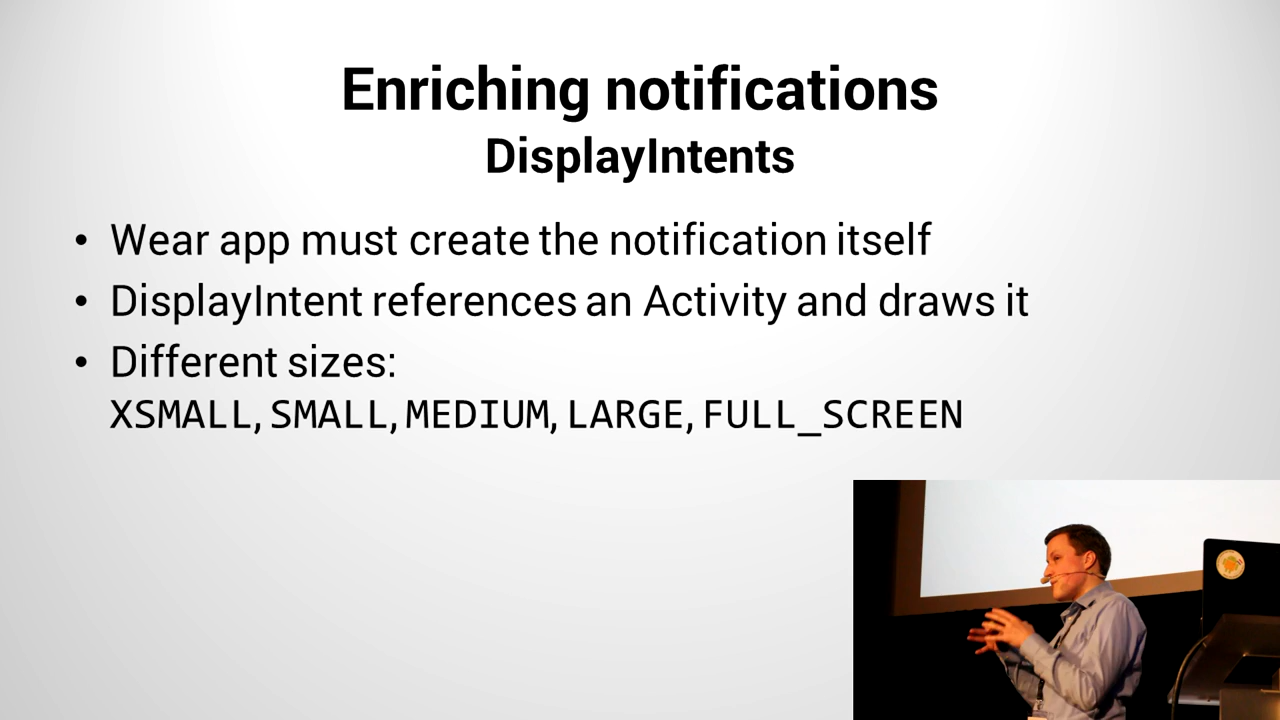 Enriching notifications
DisplayIntents
• Wear app must create the notification itself
• DisplayIntent references an Activity and draws it
• Different sizes:
XSMALL, SMALL, MEDIUM, LARGE, FULL_SCREEN